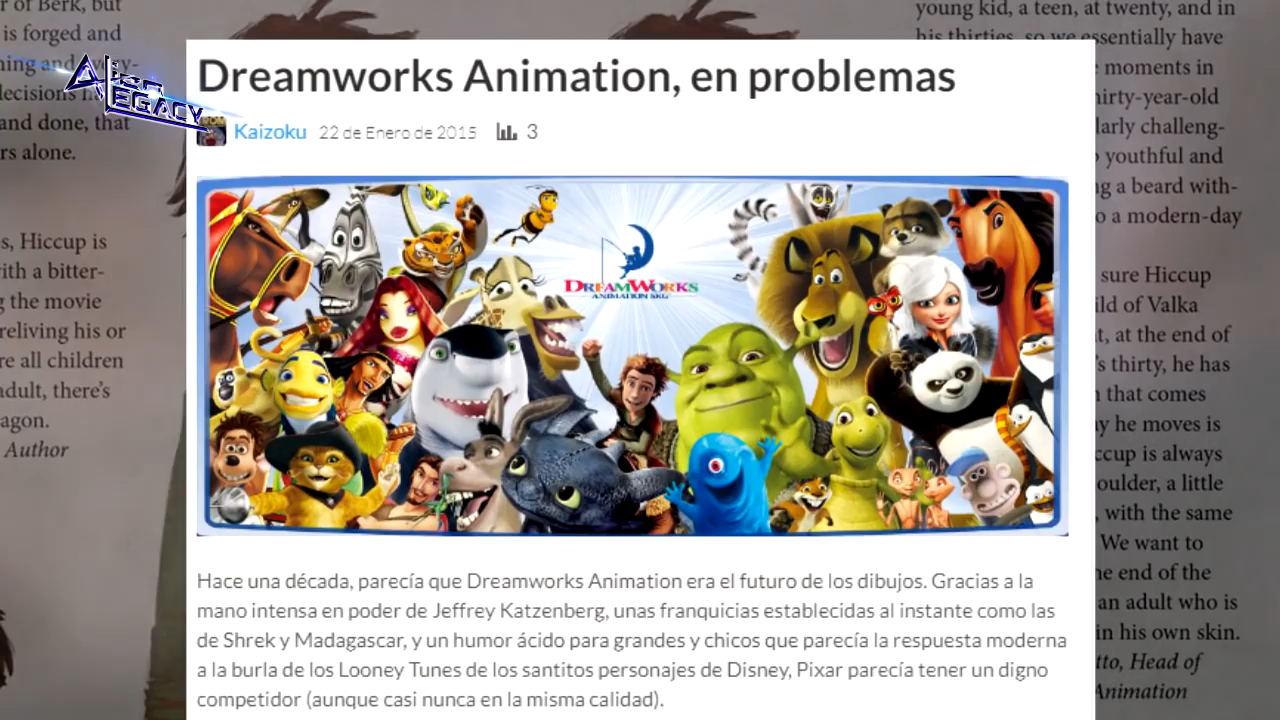 r of Berk, but
is forged and
and done, that
rs alone.
s, Hiccup is
ith a bitter-
g the movie
reliving his or
re all children
adult, there's
agon.
Author
ALIEN
LEGACY
Dreamworks Animation, en problemas
Kaizoku 22 de Enero de 2015 3
DREAMWORKS
ANIMATION SKG
Hace una década, parecía que Dreamworks Animation era el futuro de los dibujos. Gracias a la
mano intensa en poder de Jeffrey Katzenberg, unas franquicias establecidas al instante como las
de Shrek y Madagascar, y un humor ácido para grandes y chicos que parecía la respuesta moderna
a la burla de los Looney Tunes de los santitos personajes de Disney, Pixar parecía tener un digno
competidor (aunque casi nunca en la misma calidad).
young kid, a teen, at twenty, and in
his thirties, so we essentially have
moments in
hirty-year-old
larly challeng-
youthful and
g a beard with-
o a modern-day
sure Hiccup
ild of Valka
t, at the end of
's thirty, he has
that comes
y he moves is
ccup is always
oulder, a little
, with the same
We want to
he end of the
an adult who is
in his own skin.
tto, Head of
Animation